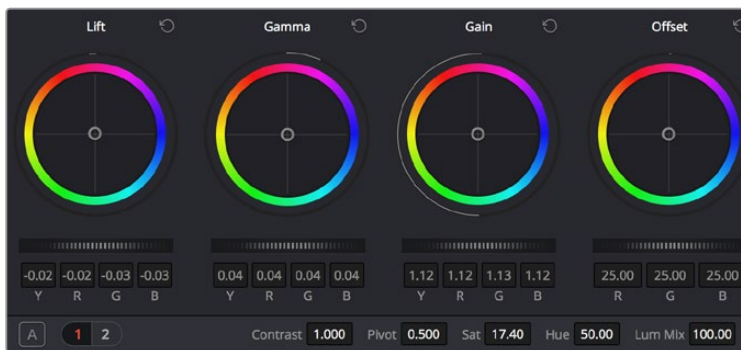 Lift Gamma Gain Offset
-0.02 -0.02 -0.03 -0.03 0.04 0.04 0.04 0.04 1.12 1.12 1.13 1.12 25.00 25.00 25.00
Y R G B Y R G B Y R G B R G B
A 1 2 Contrast 1.000 Pivot 0.500 Sat 17.40 Hue 50.00 Lum Mix 100.00